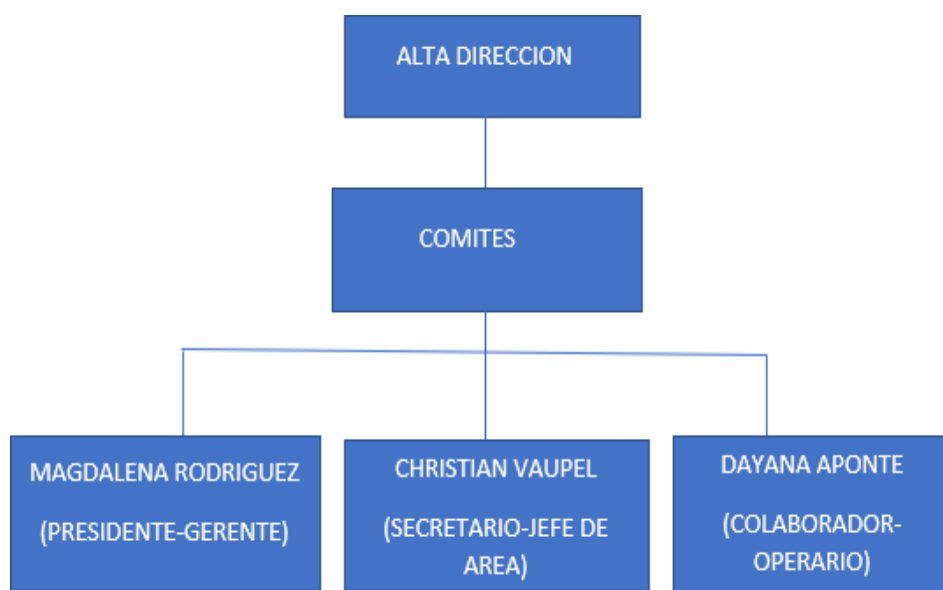 ALTA DIRECCION
COMITES
MAGDALENA RODRIGUEZ
(PRESIDENTE-GERENTE)
CHRISTIAN VAUPEL
(SECRETARIO-JEFE DE
AREA)
DAYANA APONTE
(COLABORADOR-
OPERARIO)